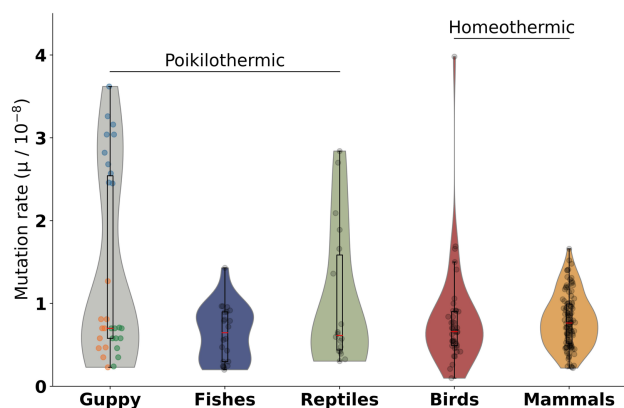 Homeothermic
Poikilothermic
Mutation rate (μ / 10⁻⁸)
4
3
2
1
0
Guppy Fishes Reptiles Birds Mammals